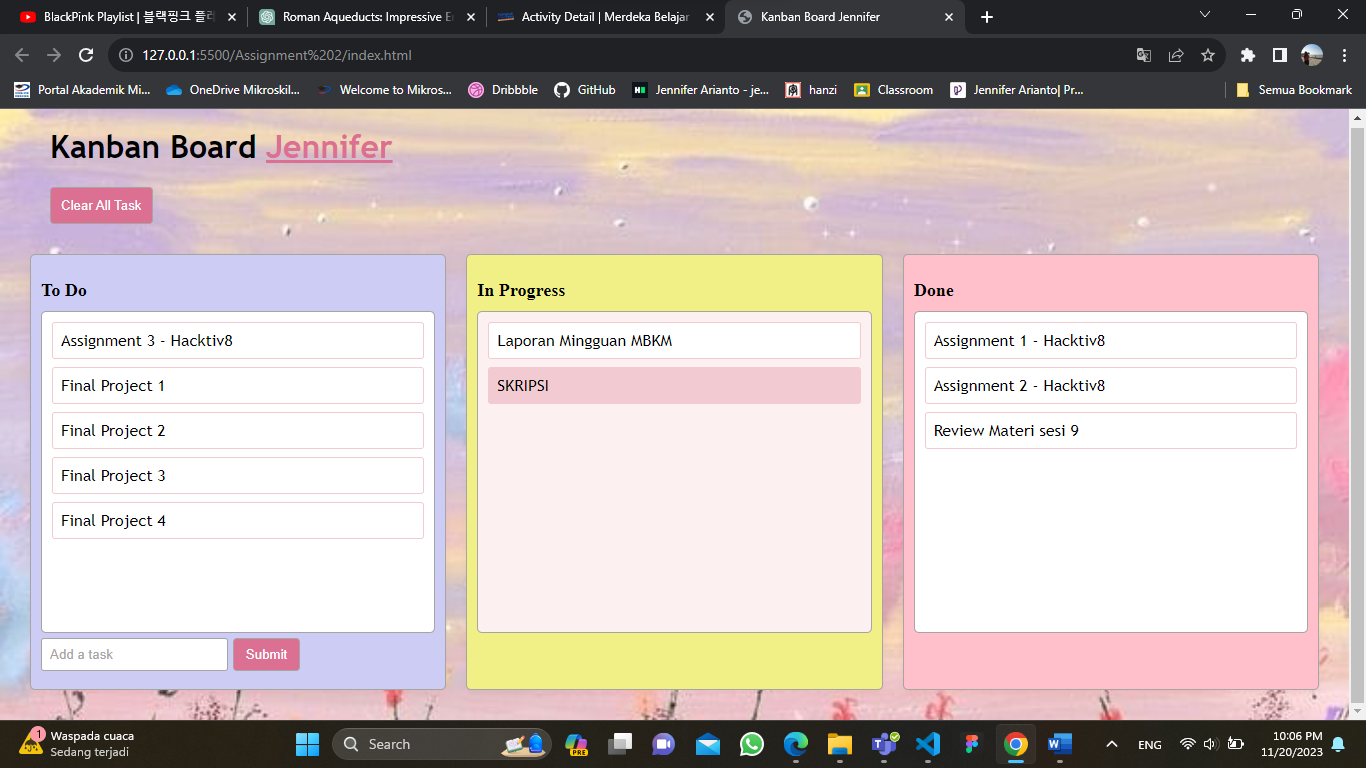 BlackPink Playlist | 블랙핑크 플
Roman Aqueducts: Impressive E
Activity Detail | Merdeka Belajar
Kanban Board Jennifer
127.0.0.1:5500/Assignment%202/index.html
Portal Akademik Mi...
OneDrive Mikroskil...
Welcome to Mikros...
Dribbble
GitHub
Jennifer Arianto - je...
hanzi
Classroom
Jennifer Arianto| Pr...
Semua Bookmark
Kanban Board Jennifer
Clear All Task
To Do
Assignment 3 - Hacktiv8
Final Project 1
Final Project 2
Final Project 3
Final Project 4
Add a task
Submit
In Progress
Laporan Mingguan MBKM
SKRIPSI
Done
Assignment 1 - Hacktiv8
Assignment 2 - Hacktiv8
Review Materi sesi 9
1
Waspada cuaca
Sedang terjadi
Search
PRE
ENG
10:06 PM
11/20/2023